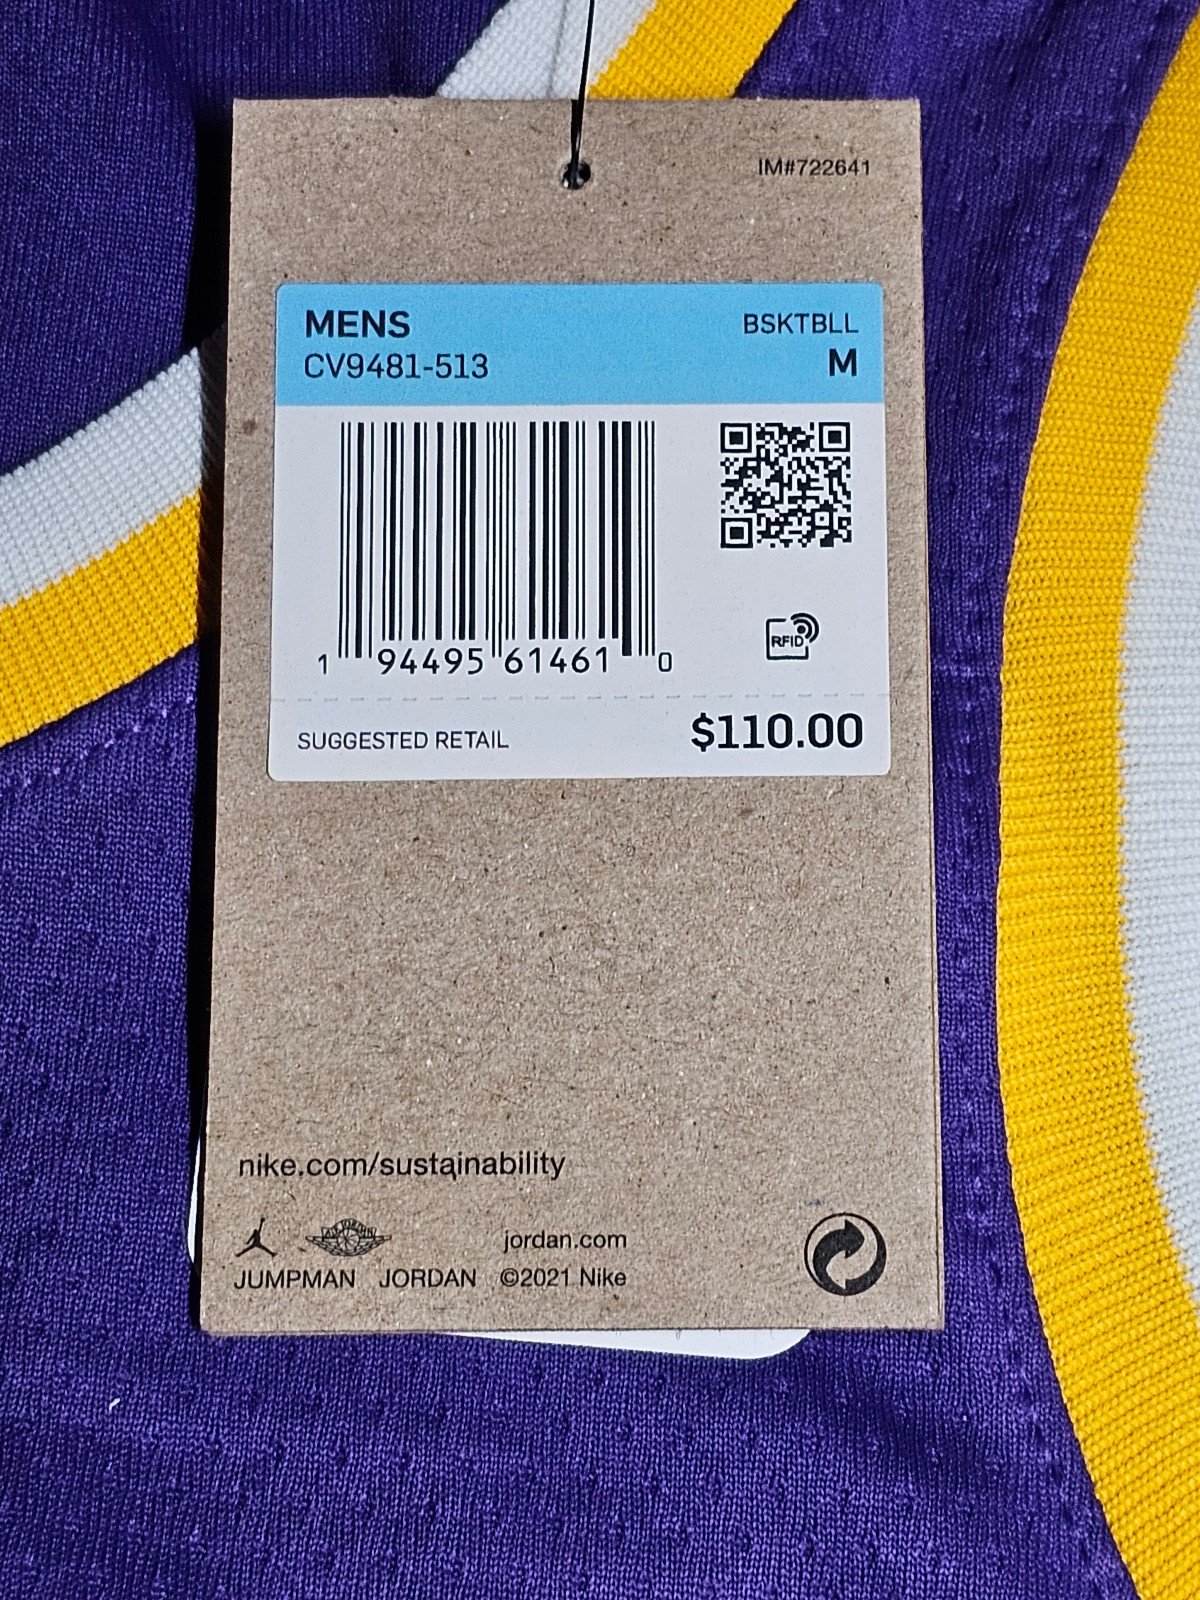 IM#722641
MENS
BSKTBLL
CV9481-513
M
1 94495 61461 0
RFID
SUGGESTED RETAIL
$110.00
nike.com/sustainability
jordan.com
JUMPMAN JORDAN ©2021 Nike